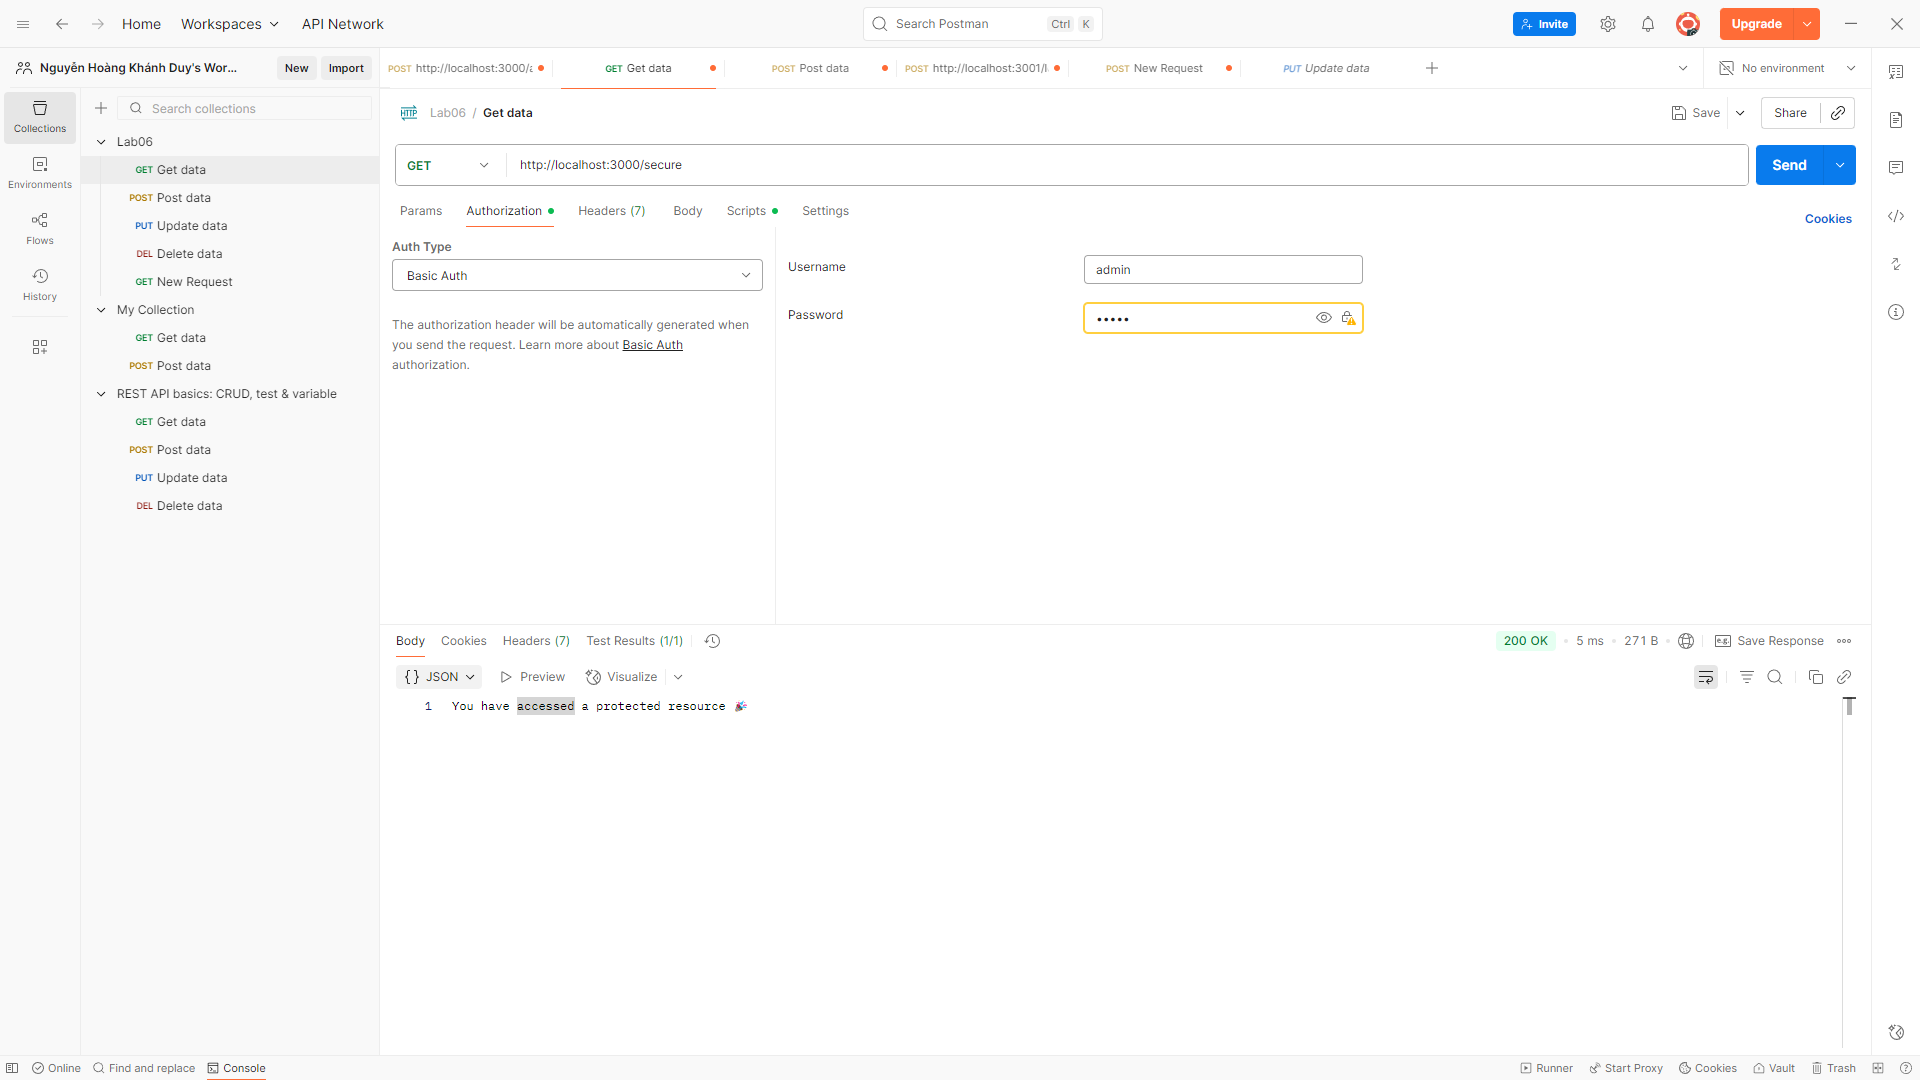 Home
Workspaces
API Network
Search Postman
Ctrl K
Invite
Upgrade
Nguyễn Hoàng Khánh Duy's Wor...
New
Import
POST http://localhost:3000/
GET Get data
POST Post data
POST http://localhost:3001/l
POST New Request
PUT Update data
No environment
Collections
Environments
Flows
History
Search collections
Lab06
GET Get data
POST Post data
PUT Update data
DEL Delete data
GET New Request
My Collection
GET Get data
POST Post data
REST API basics: CRUD, test & variable
GET Get data
POST Post data
PUT Update data
DEL Delete data
HTTP Lab06 / Get data
Save
Share
GET http://localhost:3000/secure
Send
Params Authorization Headers (7) Body Scripts Settings
Cookies
Auth Type
Basic Auth
The authorization header will be automatically generated when
you send the request. Learn more about Basic Auth
authorization.
Username
admin
Password
•••••
Body Cookies Headers (7) Test Results (1/1)
200 OK • 5 ms • 271 B
e.g. Save Response
{} JSON
Preview
Visualize
1 You have accessed a protected resource 🎉
Online
Find and replace
Console
Runner
Start Proxy
Cookies
Vault
Trash